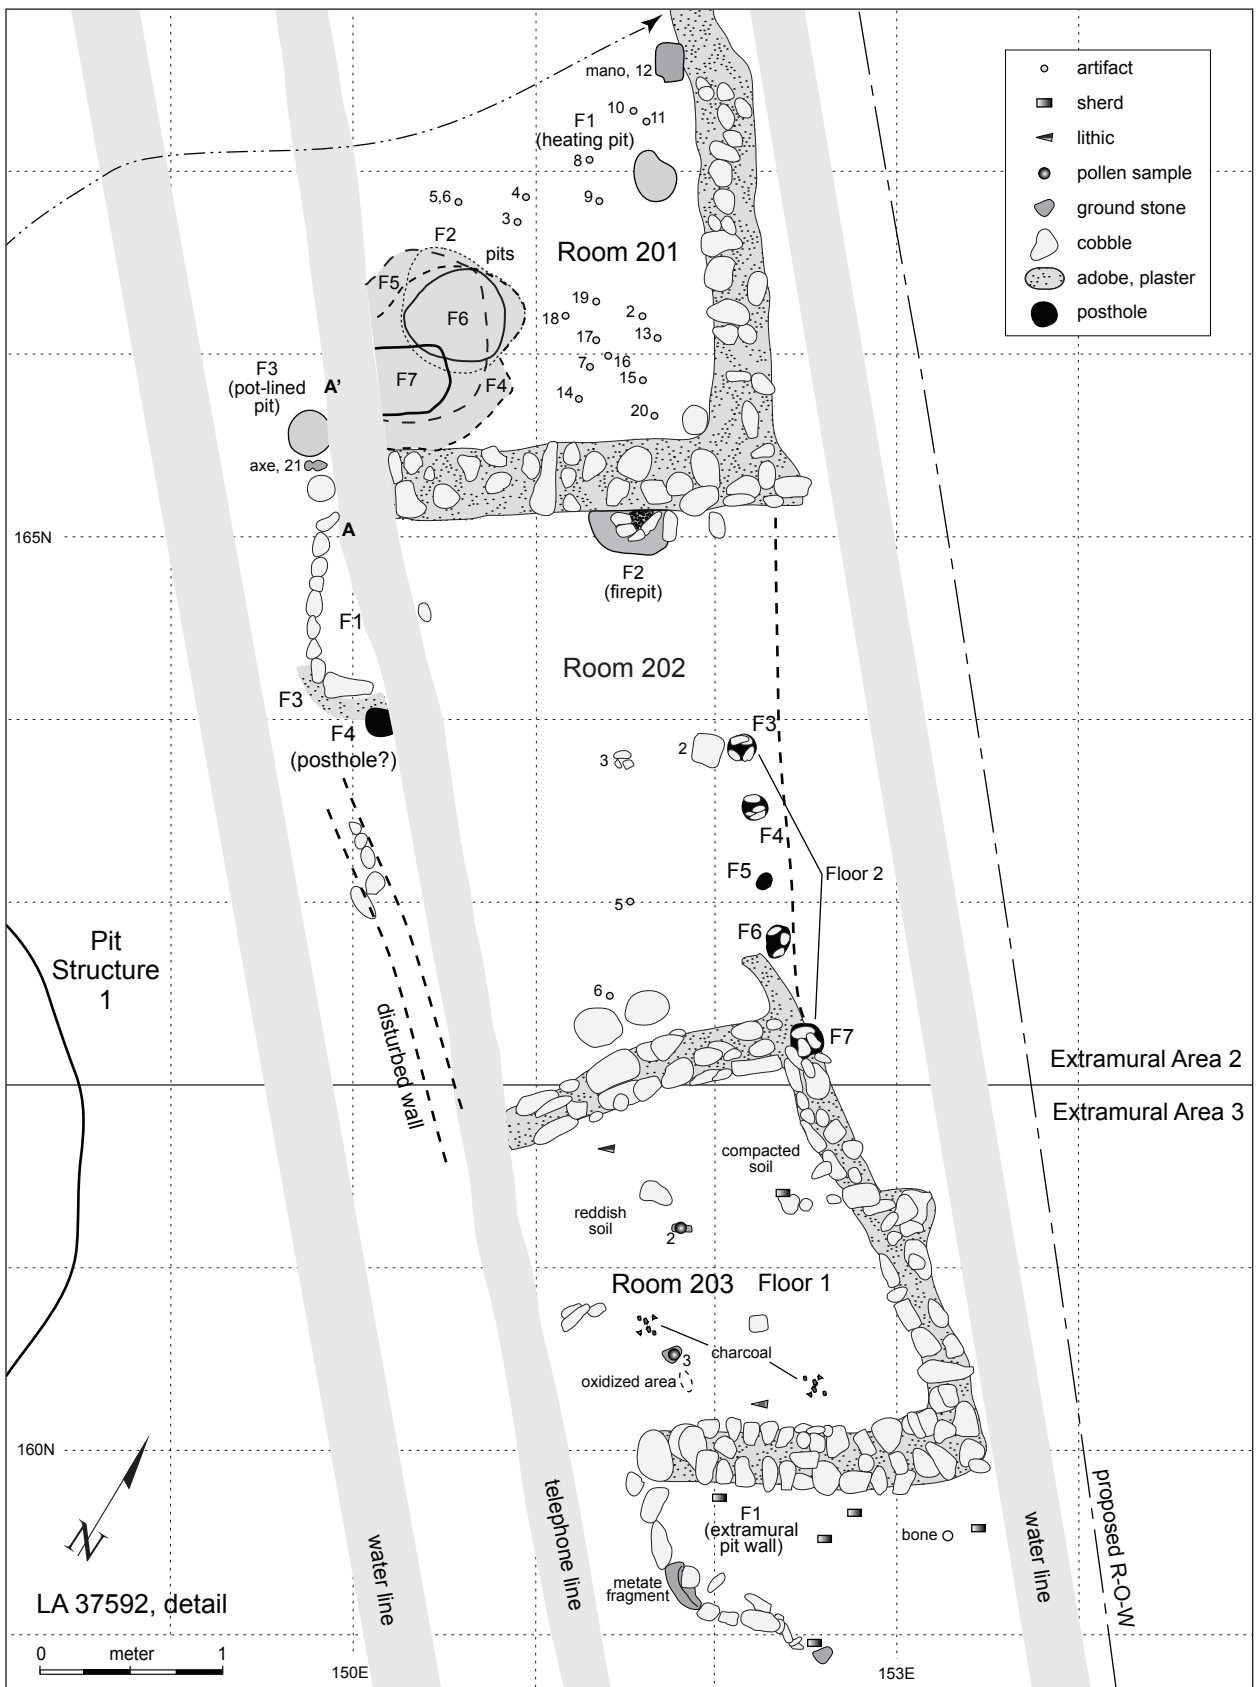 mano, 12
artifact
sherd
lithic
pollen sample
ground stone
cobble
adobe, plaster
posthole
10
11
F1
(heating pit)
8
5,6
4
9
3
F2
pits
Room 201
F5
F6
19
2
18
17
13
16
7
15
14
20
F3
(pot-lined
pit)
A'
F7
F4
axe, 21
A
165N
F2
(firepit)
F1
Room 202
F3
F4
(posthole?)
F3
2
3
F4
F5
Floor 2
5
F6
Pit
Structure
1
6
disturbed wall
F7
Extramural Area 2
Extramural Area 3
compacted
soil
reddish
soil
2
Room 203 Floor 1
charcoal
3
oxidized area
160N
N
F1
(extramural
pit wall)
bone
metate
fragment
water line
telephone line
water line
proposed R-O-W
LA 37592, detail
0 meter 1
150E
153E